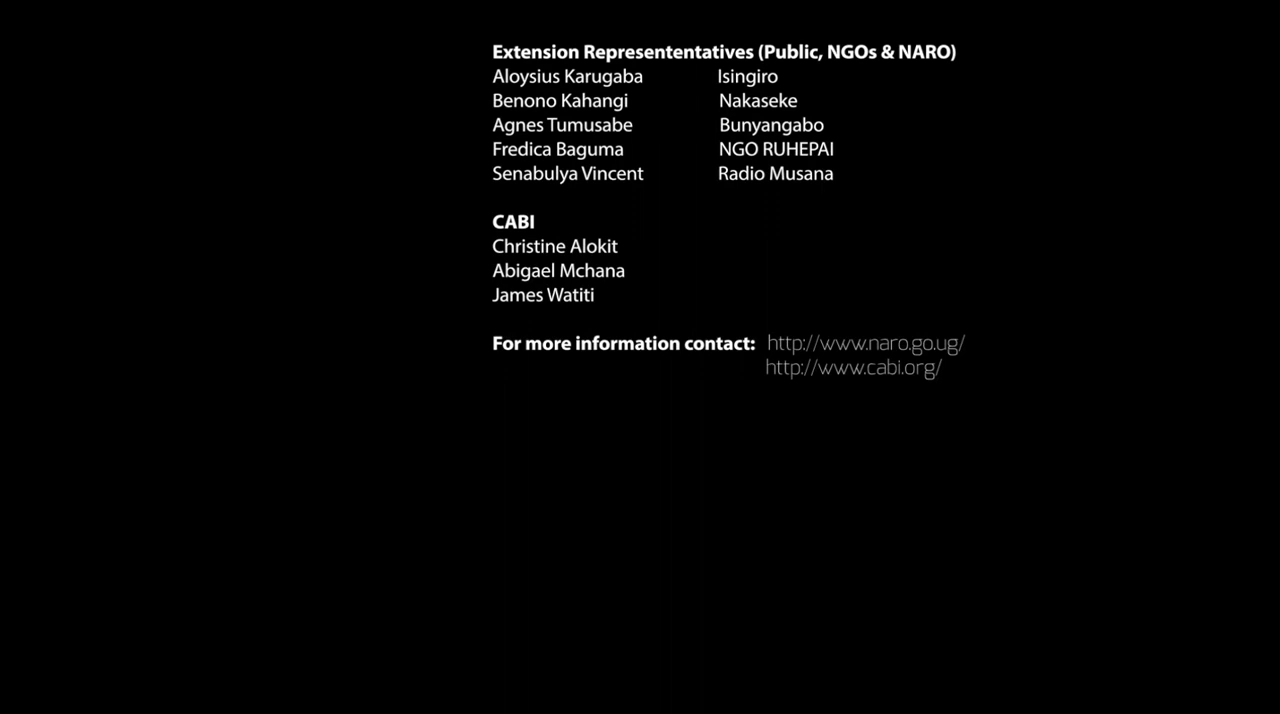 Extension Represententatives (Public, NGOs & NARO)
Aloysius Karugaba Isingiro
Benono Kahangi Nakaseke
Agnes Tumusabe Bunyangabo
Fredica Baguma NGO RUHEPAI
Senabulya Vincent Radio Musana
CABI
Christine Alokit
Abigael Mchana
James Watiti
For more information contact: http://www.naro.go.ug/
http://www.cabi.org/